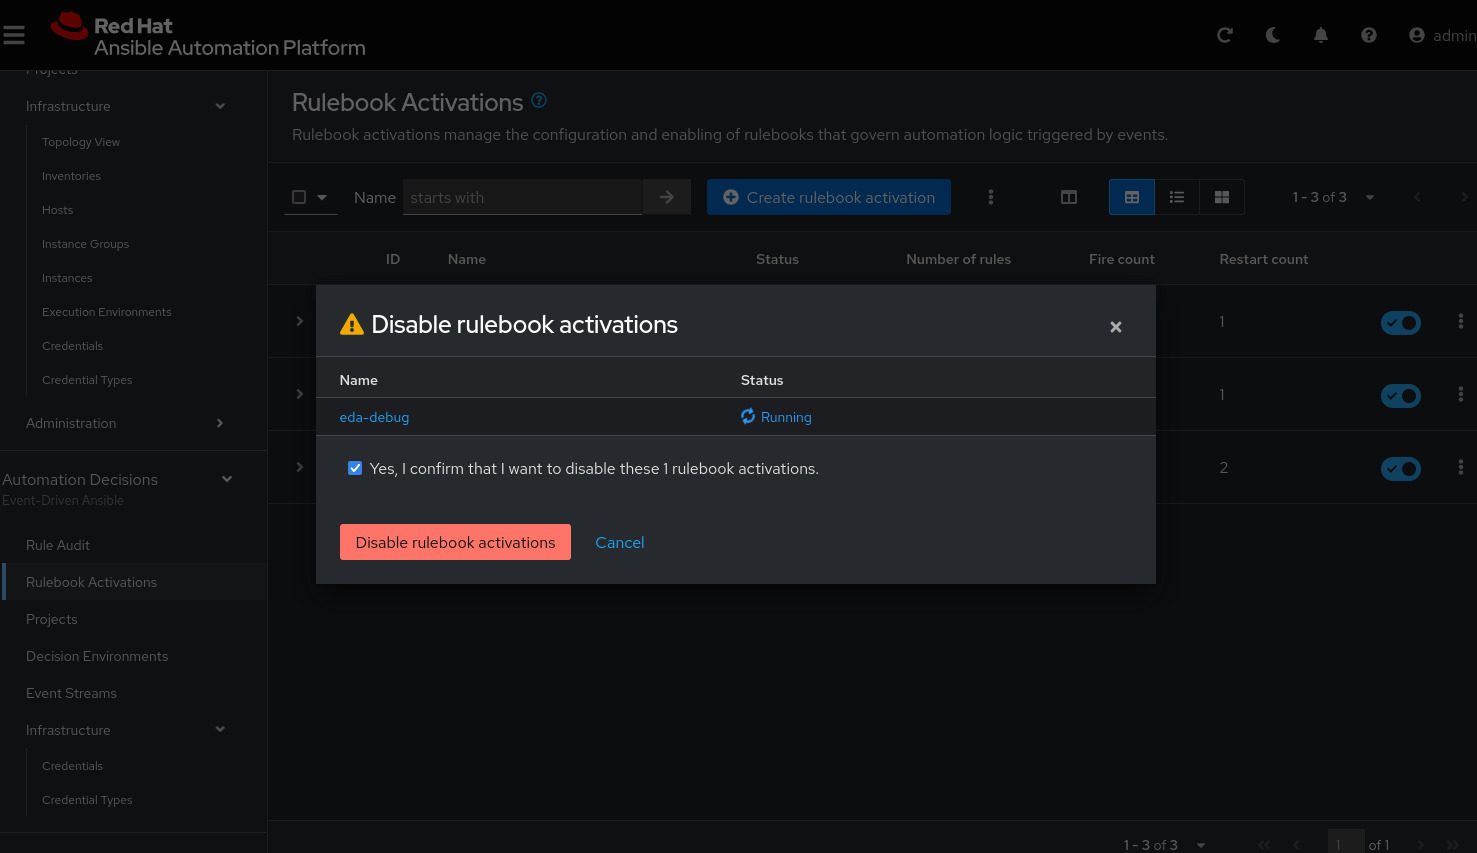 Red Hat
Ansible Automation Platform
admin
Projects
Infrastructure
Topology View
Inventories
Hosts
Instance Groups
Instances
Execution Environments
Credentials
Credential Types
Administration
Automation Decisions
Event-Driven Ansible
Rule Audit
Rulebook Activations
Projects
Decision Environments
Event Streams
Infrastructure
Credentials
Credential Types
Rulebook Activations
Rulebook activations manage the configuration and enabling of rulebooks that govern automation logic triggered by events.
Name starts with Create rulebook activation 1 - 3 of 3
ID Name Status Number of rules Fire count Restart count
1
1
2
Disable rulebook activations
Name Status
eda-debug Running
Yes, I confirm that I want to disable these 1 rulebook activations.
Disable rulebook activations Cancel
1 - 3 of 3 1 of 1